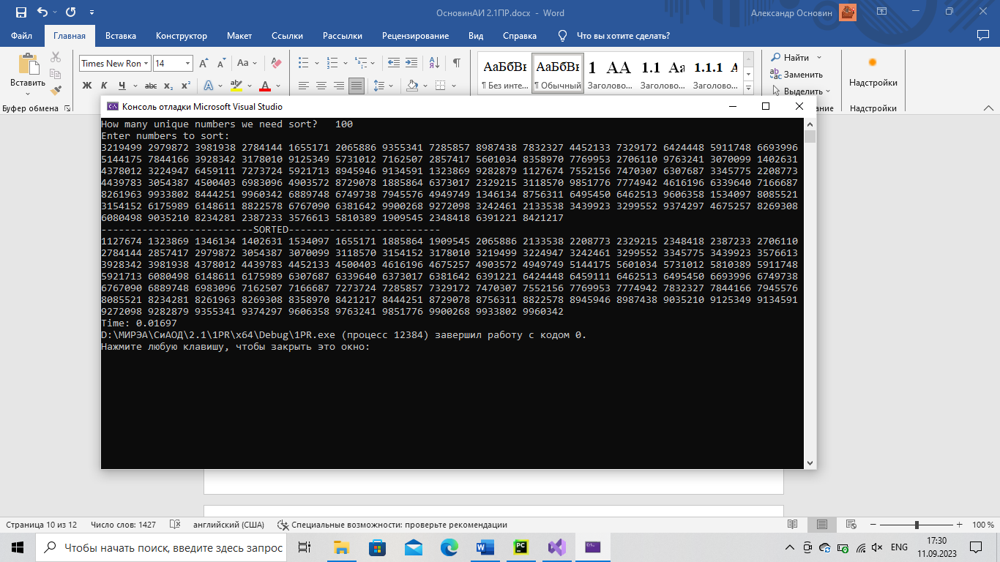 ОсновинАИ 2.1ПР.docx - Word
Александр Основин
Файл Главная Вставка Конструктор Макет Ссылки Рассылки Рецензирование Вид Справка Что вы хотите сделать?
Вставить
Буфер обмена
Times New Ron 14
Ж К Ч abc x₂ x²
АаБбВв АаБбВв 1 АА 1.1 Аа 1.1.1 А
¶ Без инте... ¶ Обычный Заголово... Заголово... Заголово...
Найти
Заменить
Выделить
Надстройки
Надстройки
Консоль отладки Microsoft Visual Studio
How many unique numbers we need sort? 100
Enter numbers to sort:
3219499 2979872 3981938 2784144 1655171 2065886 9355341 7285857 8987438 7832327 4452133 7329172 6424448 5911748 6693996
5144175 7844166 3928342 3178010 9125349 5731012 7162507 2857417 5601034 8358970 7769953 2706110 9763241 3070099 1402631
4378012 3224947 6459111 7273724 5921713 8945946 9134591 1323869 9282879 1127674 7552156 7470307 6307687 3345775 2208773
4439783 3054387 4500403 6983096 4903572 8729078 1885864 6373017 2329215 3118570 9851776 7774942 4616196 6339640 7166687
8261963 9933802 8444251 9960342 6889748 6749738 7945576 4949749 1346134 8756311 6495450 6462513 9606358 1534097 8085521
3154152 6175989 6148611 8822578 6767090 6381642 9900268 9272098 3242461 2133538 3439923 3299552 9374297 4675257 8269308
6080498 9035210 8234281 2387233 3576613 5810389 1909545 2348418 6391221 8421217
--------------------------SORTED--------------------------
1127674 1323869 1346134 1402631 1534097 1655171 1885864 1909545 2065886 2133538 2208773 2329215 2348418 2387233 2706110
2784144 2857417 2979872 3054387 3070099 3118570 3154152 3178010 3219499 3224947 3242461 3299552 3345775 3439923 3576613
3928342 3981938 4378012 4439783 4452133 4500403 4616196 4675257 4903572 4949749 5144175 5601034 5731012 5810389 5911748
5921713 6080498 6148611 6175989 6307687 6339640 6373017 6381642 6391221 6424448 6459111 6462513 6495450 6693996 6749738
6767090 6889748 6983096 7162507 7166687 7273724 7285857 7329172 7470307 7552156 7769953 7774942 7832327 7844166 7945576
8085521 8234281 8261963 8269308 8358970 8421217 8444251 8729078 8756311 8822578 8945946 8987438 9035210 9125349 9134591
9272098 9282879 9355341 9374297 9606358 9763241 9851776 9900268 9933802 9960342
Time: 0.01697
D:\МИРЭА\СиАОД\2.1\1PR\x64\Debug\1PR.exe (процесс 12384) завершил работу с кодом 0.
Нажмите любую клавишу, чтобы закрыть это окно:
Страница 10 из 12 Число слов: 1427 английский (США) Специальные возможности: проверьте рекомендации 100 %
Чтобы начать поиск, введите здесь запрос
ENG
17:30
11.09.2023